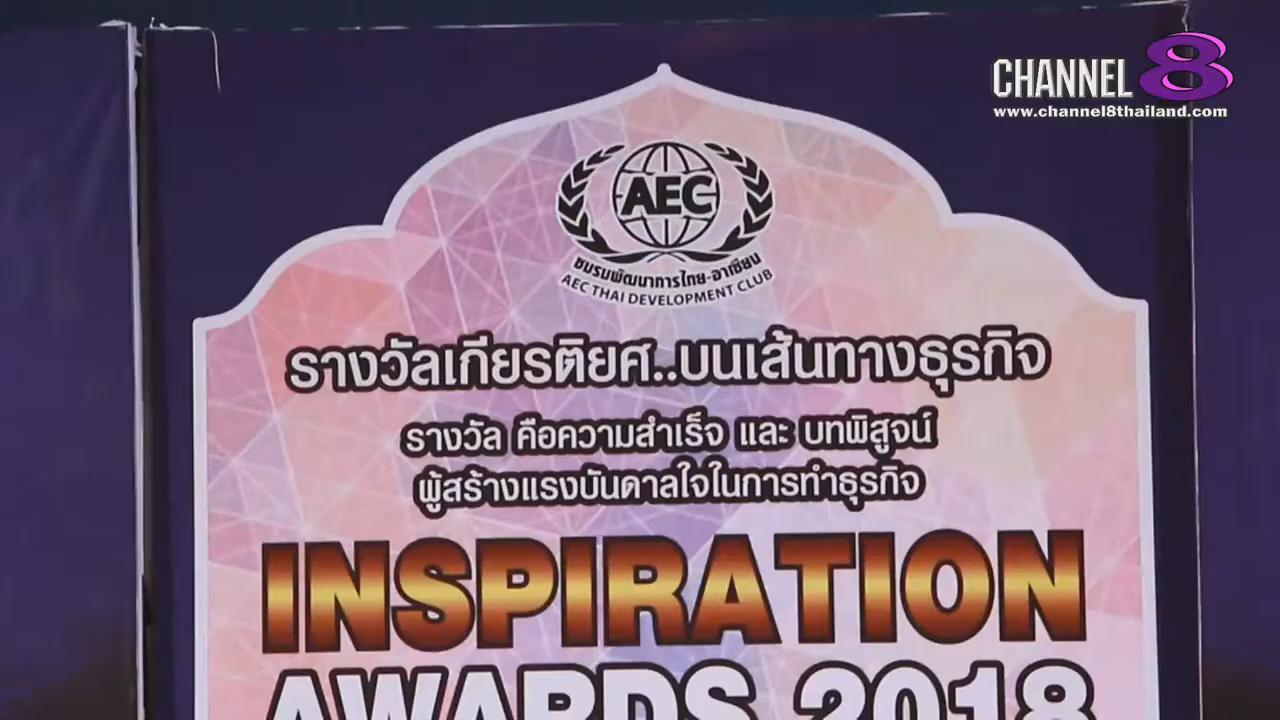 CHANNEL 8
www.channel8thailand.com
AEC
ชมรมพัฒนาการไทย-อาเซียน
AEC THAI DEVELOPMENT CLUB
รางวัลเกียรติยศ..บนเส้นทางธุรกิจ
รางวัล คือความสำเร็จ และ บทพิสูจน์
ผู้สร้างแรงบันดาลใจในการทำธุรกิจ
INSPIRATION
AWARDS 2018